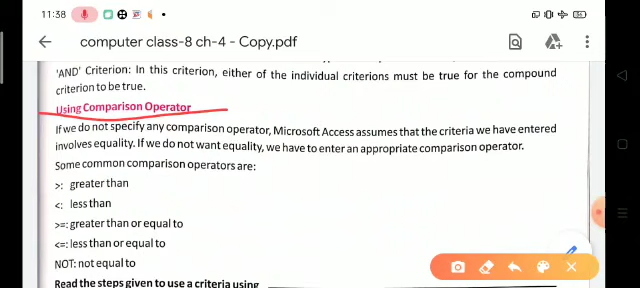 11:38
computer class-8 ch-4 - Copy.pdf
'AND' Criterion: In this criterion, either of the individual criterions must be true for the compound
criterion to be true.
Using Comparison Operator
If we do not specify any comparison operator, Microsoft Access assumes that the criteria we have entered
involves equality. If we do not want equality, we have to enter an appropriate comparison operator.
Some common comparison operators are:
>: greater than
<: less than
>=: greater than or equal to
<=: less than or equal to
NOT: not equal to
Read the steps given to use a criteria using